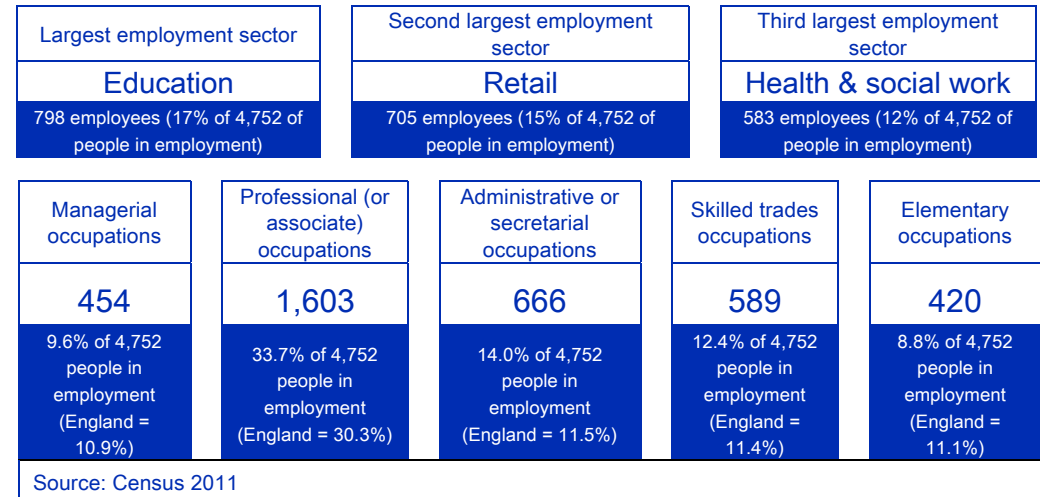 Largest employment sector
Education
798 employees (17% of 4,752 of
people in employment)
Second largest employment
sector
Retail
705 employees (15% of 4,752 of
people in employment)
Third largest employment
sector
Health & social work
583 employees (12% of 4,752 of
people in employment)
Managerial
occupations
454
9.6% of 4,752
people in
employment
(England =
10.9%)
Professional (or
associate)
occupations
1,603
33.7% of 4,752
people in
employment
(England = 30.3%)
Administrative or
secretarial
occupations
666
14.0% of 4,752
people in
employment
(England = 11.5%)
Skilled trades
occupations
589
12.4% of 4,752
people in
employment
(England =
11.4%)
Elementary
occupations
420
8.8% of 4,752
people in
employment
(England =
11.1%)
Source: Census 2011